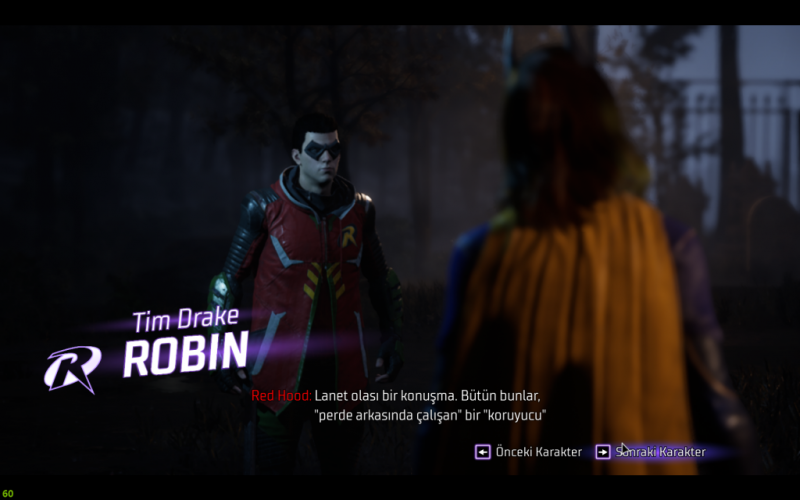 Tim Drake
ROBIN
Red Hood: Lanet olası bir konuşma. Bütün bunlar,
"perde arkasında çalışan" bir "koruyucu"
Önceki Karakter
Sonraki Karakter
60